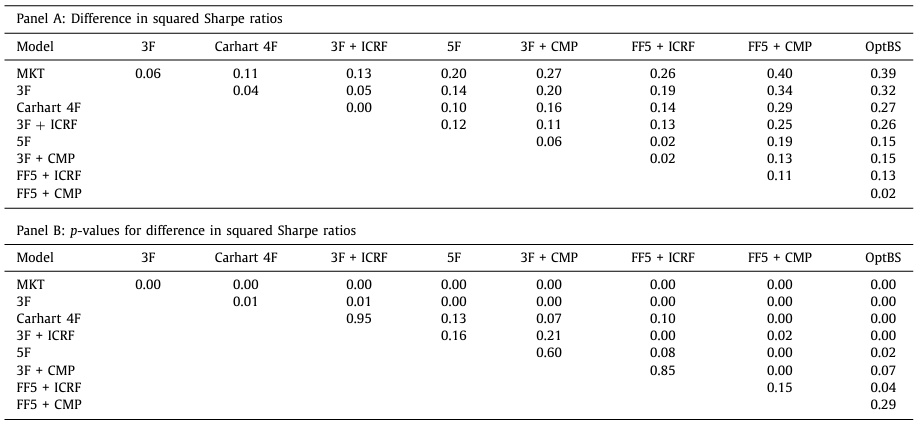 Panel A: Difference in squared Sharpe ratios
Model 3F Carhart 4F 3F + ICRF 5F 3F + CMP FF5 + ICRF FF5 + CMP OptBS
MKT 0.06 0.11 0.13 0.20 0.27 0.26 0.40 0.39
3F 0.04 0.05 0.14 0.20 0.19 0.34 0.32
Carhart 4F 0.00 0.10 0.16 0.14 0.29 0.27
3F + ICRF 0.12 0.11 0.13 0.25 0.26
5F 0.06 0.02 0.19 0.15
3F + CMP 0.02 0.13 0.15
FF5 + ICRF 0.11 0.13
FF5 + CMP 0.02
Panel B: p-values for difference in squared Sharpe ratios
Model 3F Carhart 4F 3F + ICRF 5F 3F + CMP FF5 + ICRF FF5 + CMP OptBS
MKT 0.00 0.00 0.00 0.00 0.00 0.00 0.00 0.00
3F 0.01 0.01 0.00 0.00 0.00 0.00 0.00
Carhart 4F 0.95 0.13 0.07 0.10 0.00 0.00
3F + ICRF 0.16 0.21 0.00 0.02 0.00
5F 0.60 0.08 0.00 0.02
3F + CMP 0.85 0.00 0.07
FF5 + ICRF 0.15 0.04
FF5 + CMP 0.29